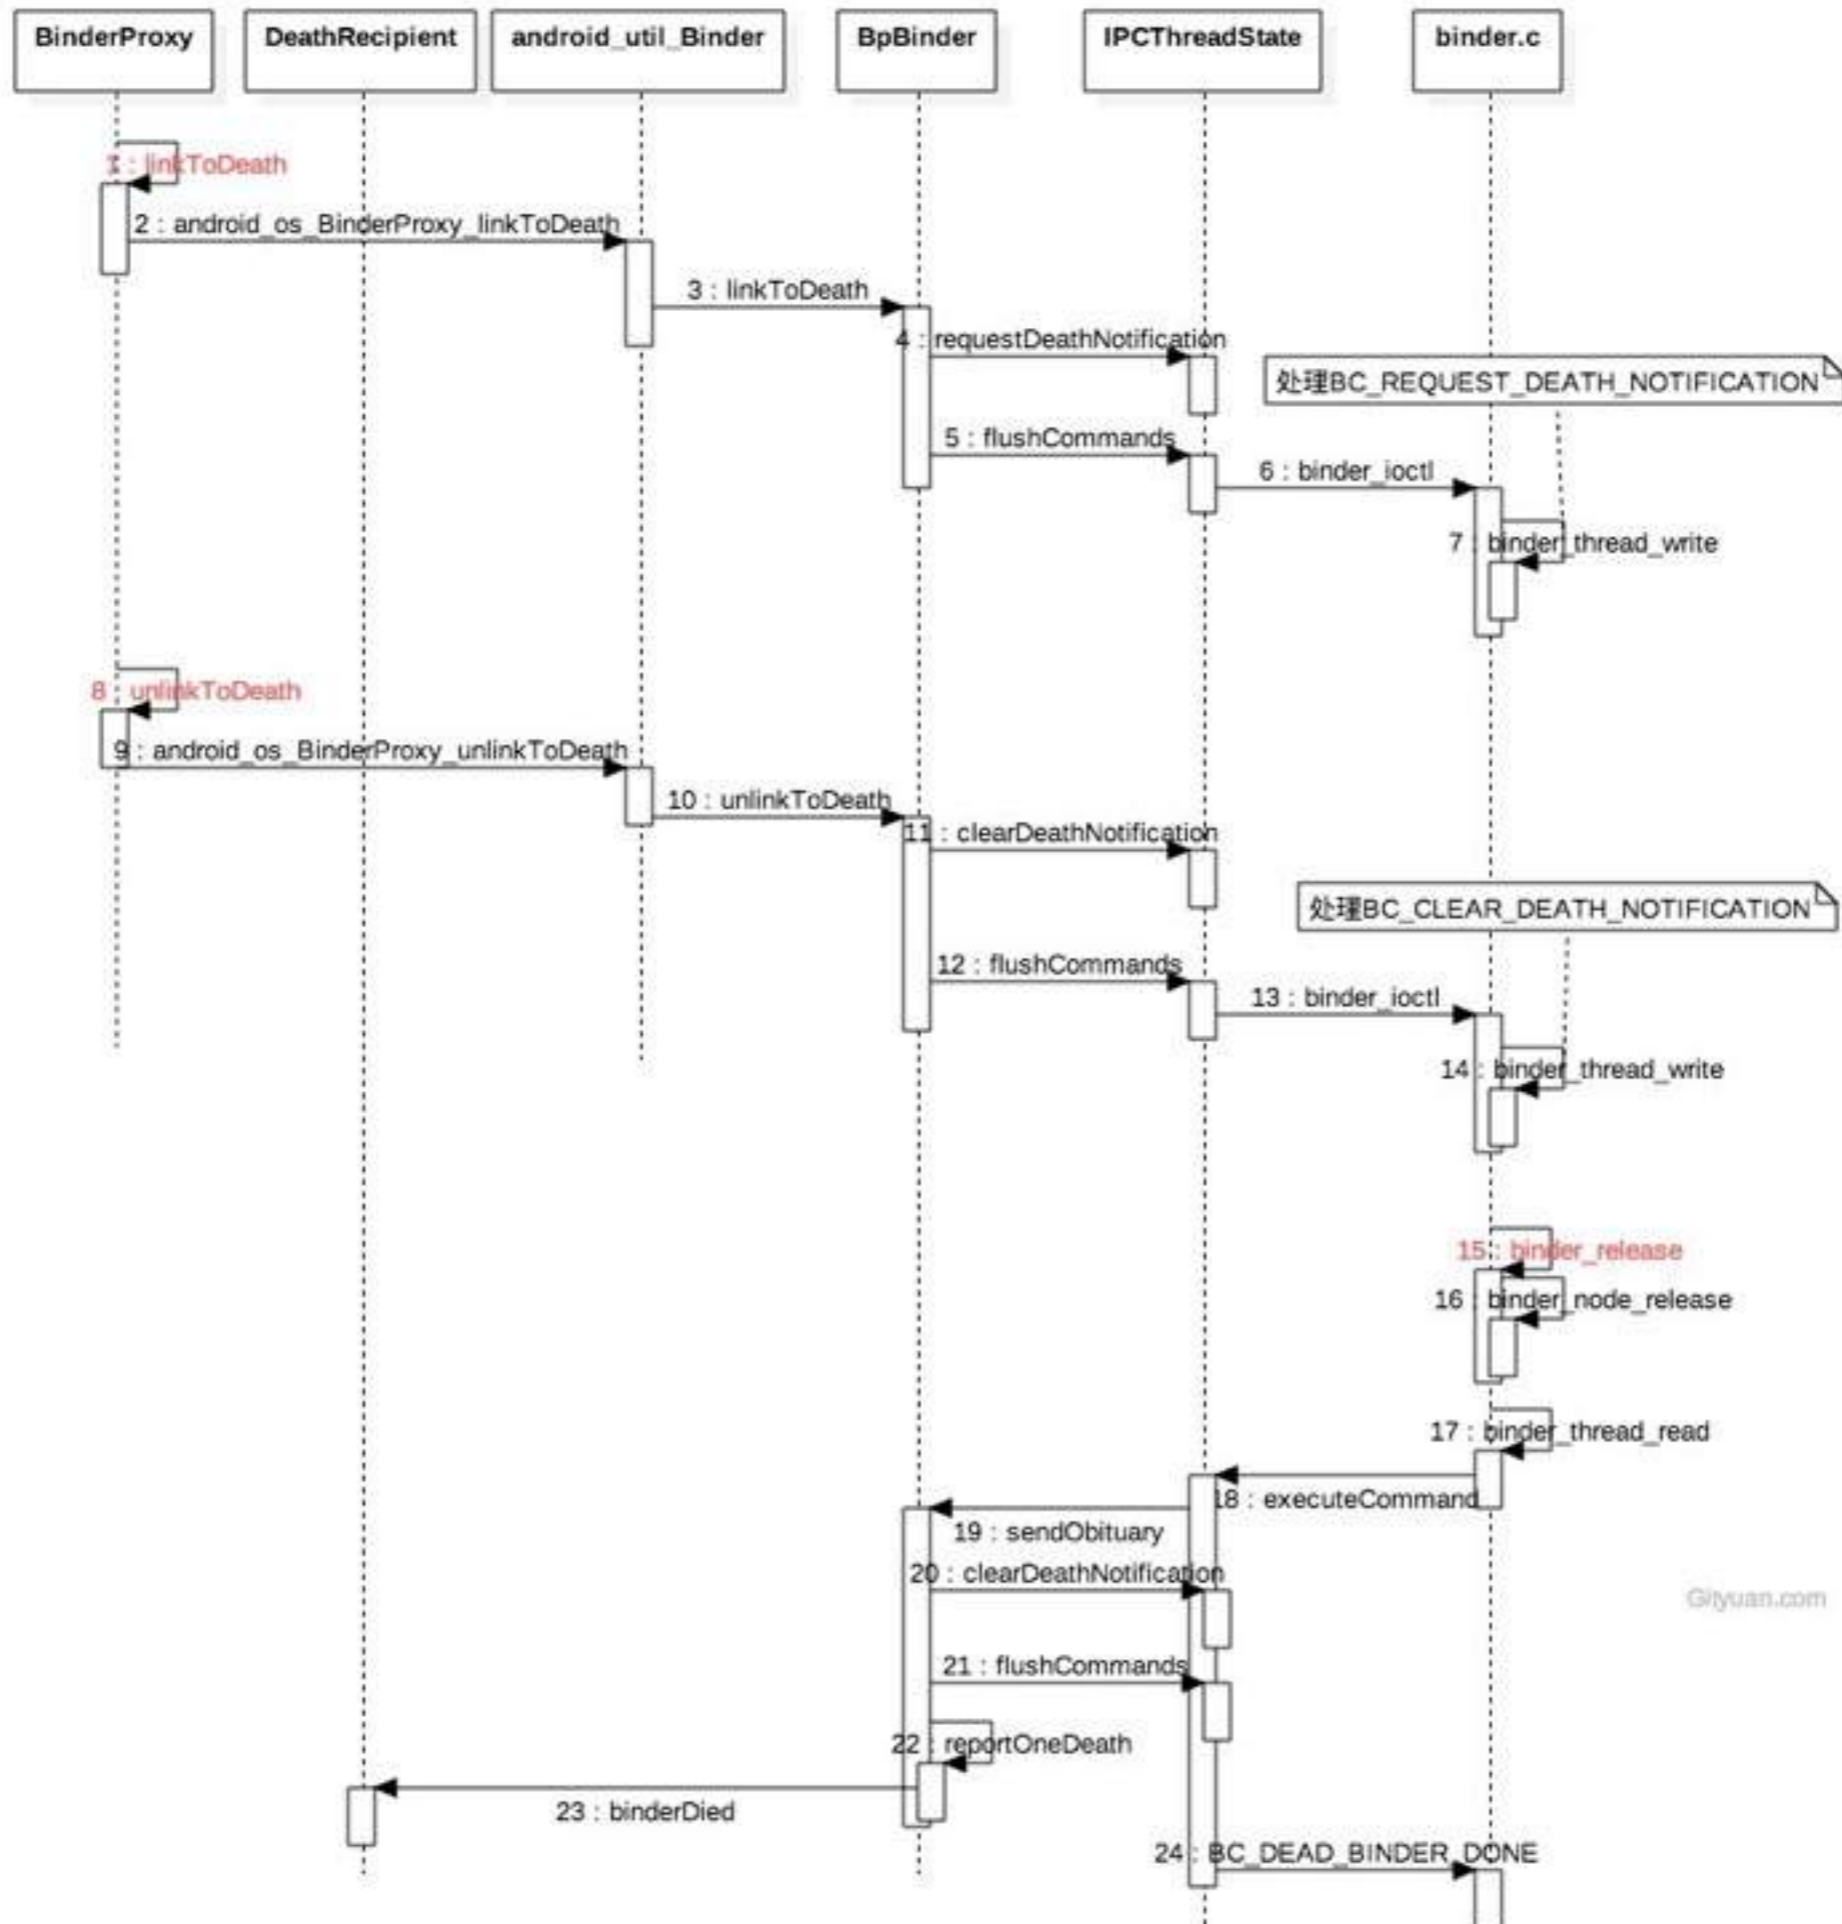 BinderProxy
DeathRecipient
android_util_Binder
BpBinder
IPCThreadState
binder.c
1 : linkToDeath
2 : android_os_BinderProxy_linkToDeath
3 : linkToDeath
4 : requestDeathNotification
处理BC_REQUEST_DEATH_NOTIFICATION
5 : flushCommands
6 : binder_ioctl
7 : binder_thread_write
8 : unlinkToDeath
9 : android_os_BinderProxy_unlinkToDeath
10 : unlinkToDeath
11 : clearDeathNotification
处理BC_CLEAR_DEATH_NOTIFICATION
12 : flushCommands
13 : binder_ioctl
14 : binder_thread_write
15 : binder_release
16 : binder_node_release
17 : binder_thread_read
18 : executeCommand
19 : sendObituary
20 : clearDeathNotification
Gityuan.com
21 : flushCommands
22 : reportOneDeath
23 : binderDied
24 : BC_DEAD_BINDER_DONE